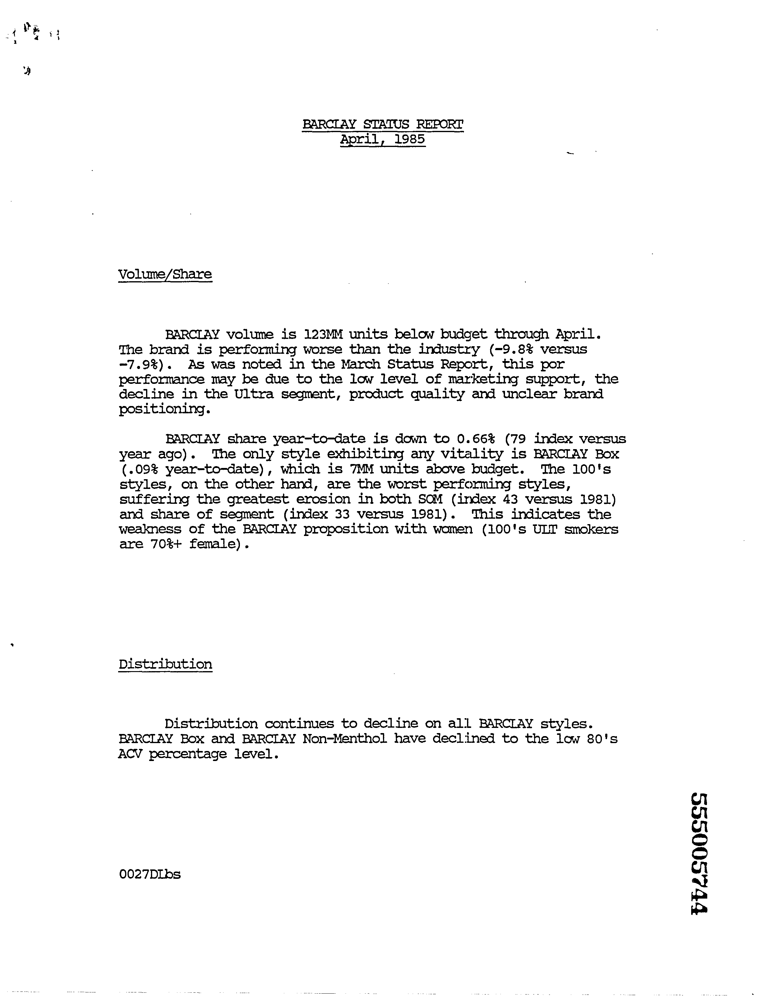 BARCLAY STATUS REPORT
April, 1985
Volume/Share
BARCLAY volume is 123MM units below budget through April.
The brand is performing worse than the industry (-9.8% versus
-7.9%). As was noted in the March Status Report, this por
performance may be due to the low level of marketing support, the
decline in the Ultra segment, product quality and unclear brand
positioning.
BARCLAY share year-to-date is down to 0.66% (79 index versus
year ago). The only style exhibiting any vitality is BARCLAY Box
(.09% year-to-date), which is 7MM units above budget. The 100's
styles, on the other hand, are the worst performing styles,
suffering the greatest erosion in both SOM (index 43 versus 1981)
and share of segment (index 33 versus 1981). This indicates the
weakness of the BARCLAY proposition with women (100's ULT smokers
are 70%+ female).
Distribution
Distribution continues to decline on all BARCLAY styles.
BARCLAY Box and BARCLAY Non-Menthol have declined to the low 80's
ACV percentage level.
0027DLbs
555005744